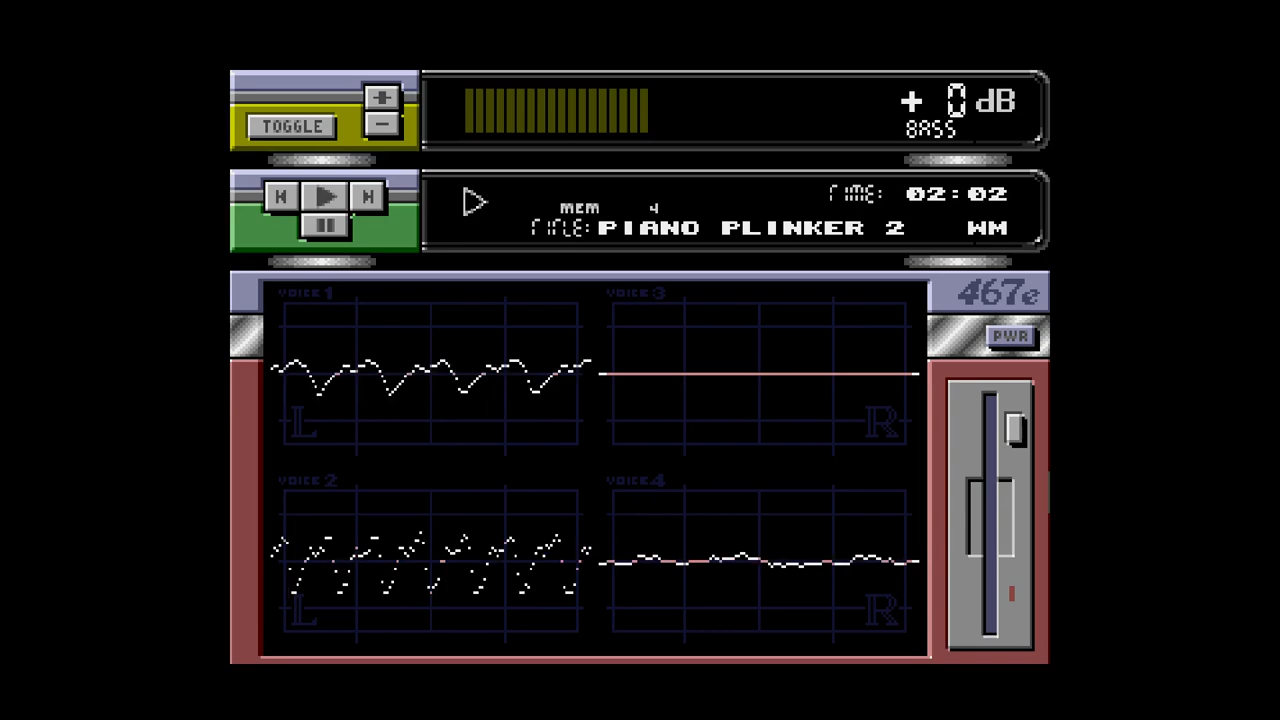 + 0 dB
TOGGLE
BASS
TIME: 02:02
MEM 4
TITLE: PIANO PLINKER 2 WM
467e
PWR
VOICE 1
VOICE 3
L
R
VOICE 2
VOICE 4
L
R